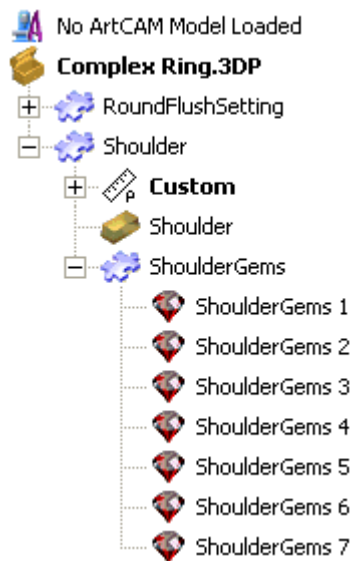 No ArtCAM Model Loaded
Complex Ring.3DP
RoundFlushSetting
Shoulder
Custom
Shoulder
ShoulderGems
ShoulderGems 1
ShoulderGems 2
ShoulderGems 3
ShoulderGems 4
ShoulderGems 5
ShoulderGems 6
ShoulderGems 7